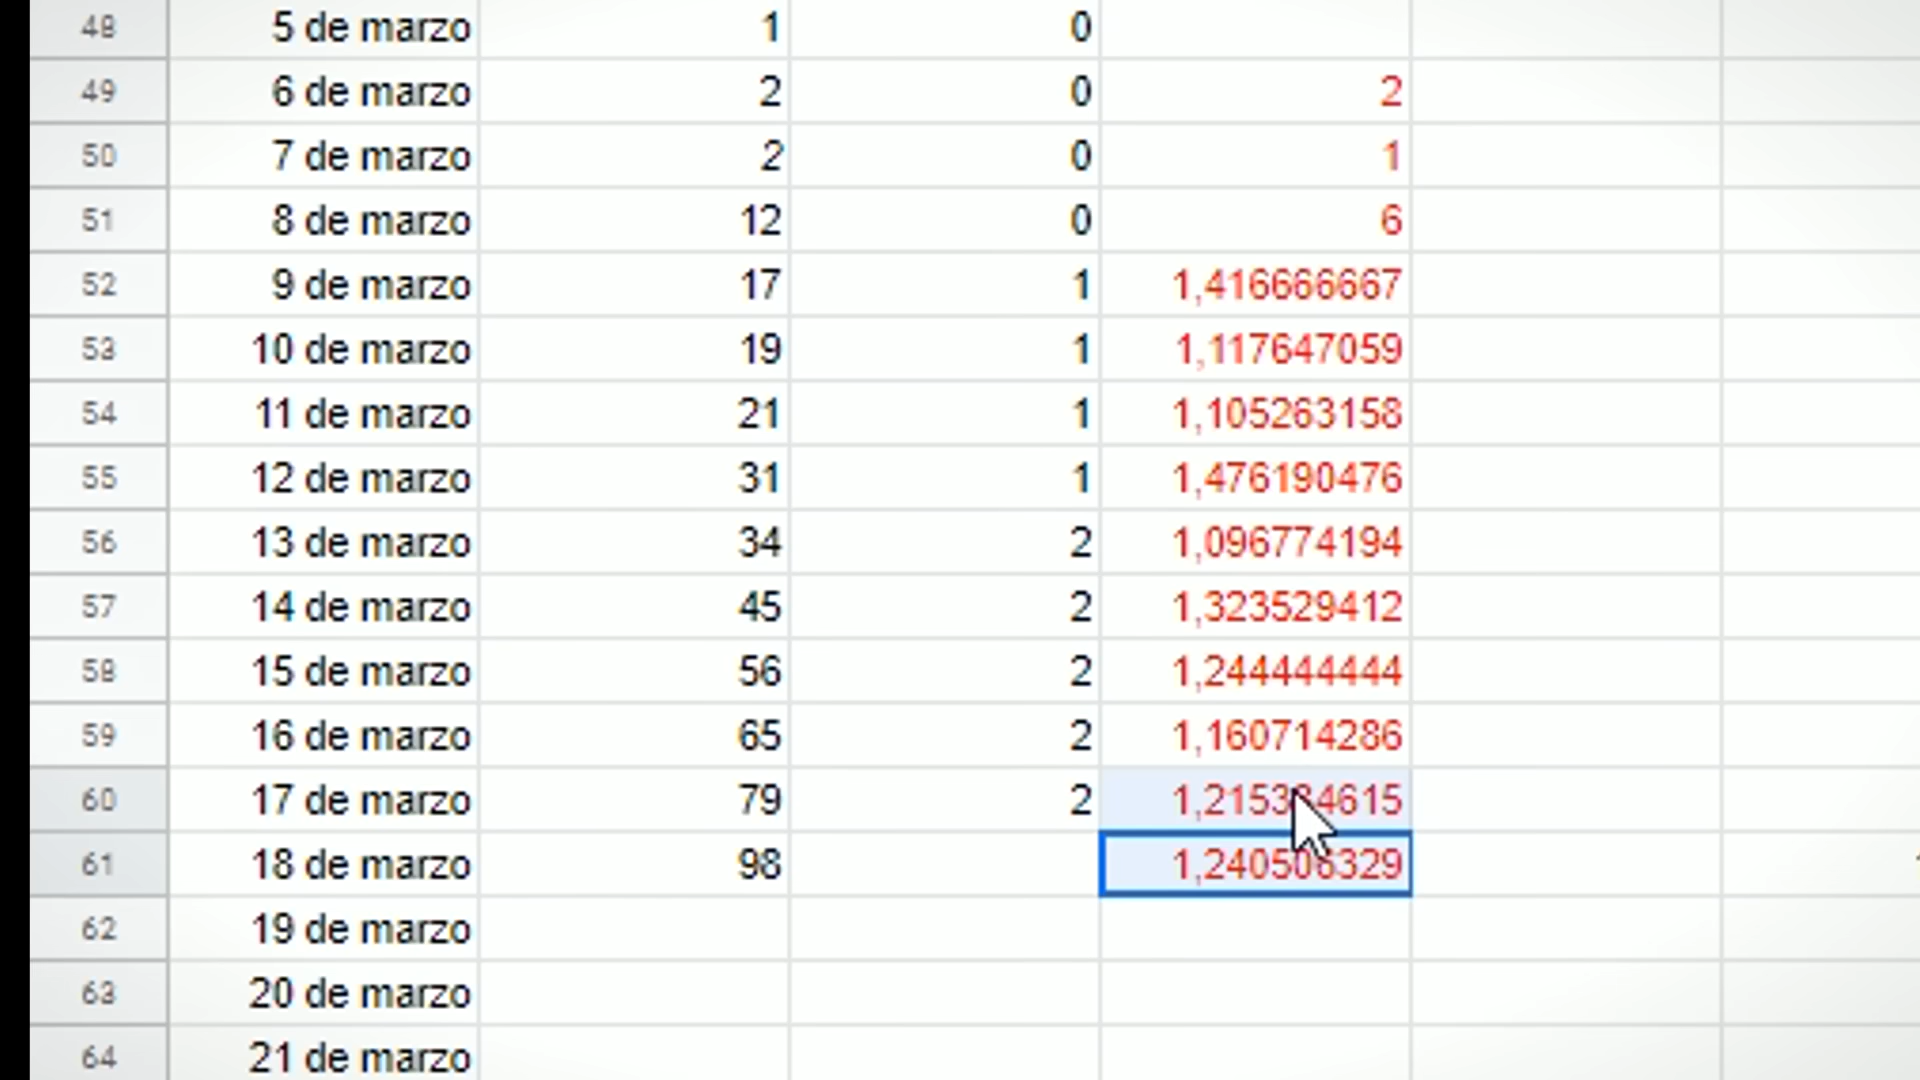 48 5 de marzo 1 0
49 6 de marzo 2 0 2
50 7 de marzo 2 0 1
51 8 de marzo 12 0 6
52 9 de marzo 17 1 1,416666667
53 10 de marzo 19 1 1,117647059
54 11 de marzo 21 1 1,105263158
55 12 de marzo 31 1 1,476190476
56 13 de marzo 34 2 1,096774194
57 14 de marzo 45 2 1,323529412
58 15 de marzo 56 2 1,244444444
59 16 de marzo 65 2 1,160714286
60 17 de marzo 79 2 1,215384615
61 18 de marzo 98 1,240506329
62 19 de marzo
63 20 de marzo
64 21 de marzo